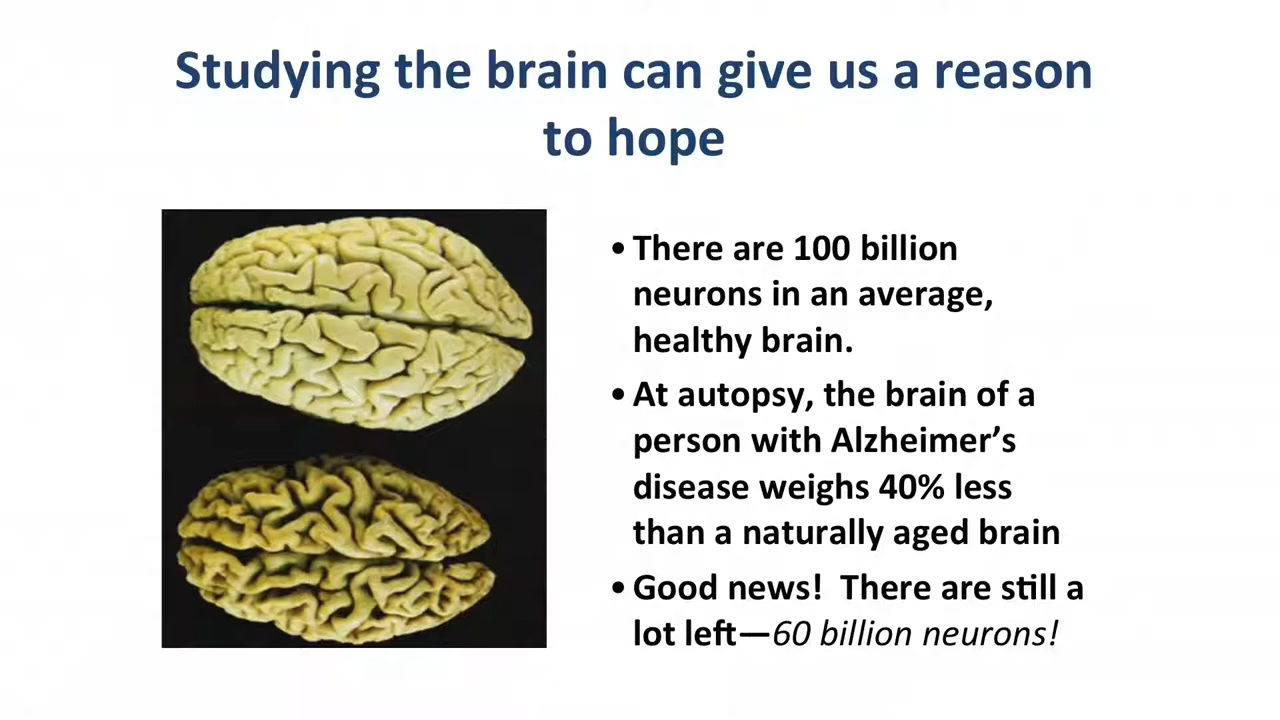 Studying the brain can give us a reason
to hope
• There are 100 billion
neurons in an average,
healthy brain.
• At autopsy, the brain of a
person with Alzheimer’s
disease weighs 40% less
than a naturally aged brain
• Good news!  There are still a
lot left—60 billion neurons!